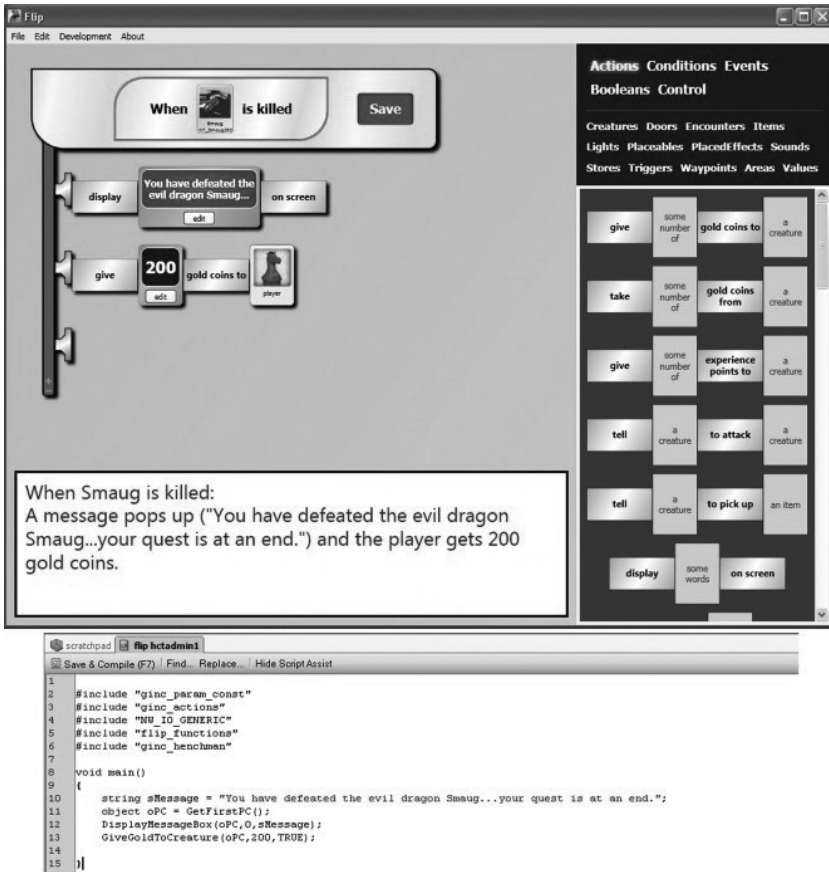 Flip
File Edit Development About
When
is killed
Save
display
You have defeated the
evil dragon Smaug...
edit
on screen
give
200
edit
gold coins to
player
When Smaug is killed:
A message pops up ("You have defeated the evil dragon
Smaug...your quest is at an end.") and the player gets 200
gold coins.
Actions Conditions Events
Booleans Control
Creatures Doors Encounters Items
Lights Placeables PlacedEffects Sounds
Stores Triggers Waypoints Areas Values
give some number of gold coins to a creature
take some number of gold coins from a creature
give some number of experience points to a creature
tell a creature to attack a creature
tell a creature to pick up an item
display some words on screen
scratchpad flip hctadmin1
Save & Compile (F7) Find... Replace... Hide Script Assist
1
2 #include "ginc_param_const"
3 #include "ginc_actions"
4 #include "NW_IO_GENERIC"
5 #include "flip_functions"
6 #include "ginc_henchman"
7
8 void main()
9 {
10 string sMessage = "You have defeated the evil dragon Smaug...your quest is at an end.";
11 object oPC = GetFirstPC();
12 DisplayMessageBox(oPC,0,sMessage);
13 GiveGoldToCreature(oPC,200,TRUE);
14
15 }